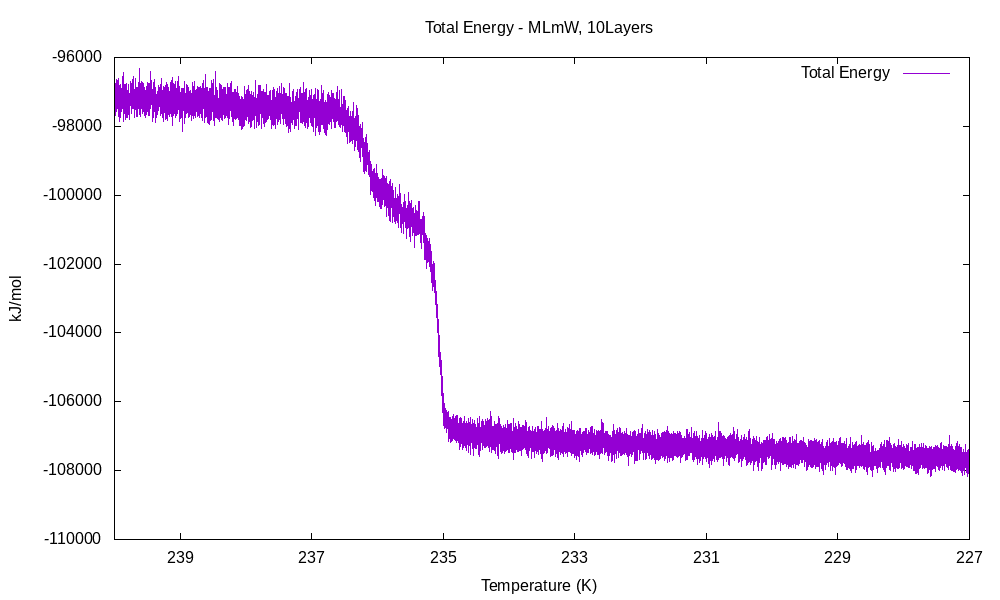 Total Energy - MLmW, 10Layers
Total Energy
-96000
-98000
-100000
-102000
-104000
-106000
-108000
-110000
kJ/mol
239 237 235 233 231 229 227
Temperature (K)